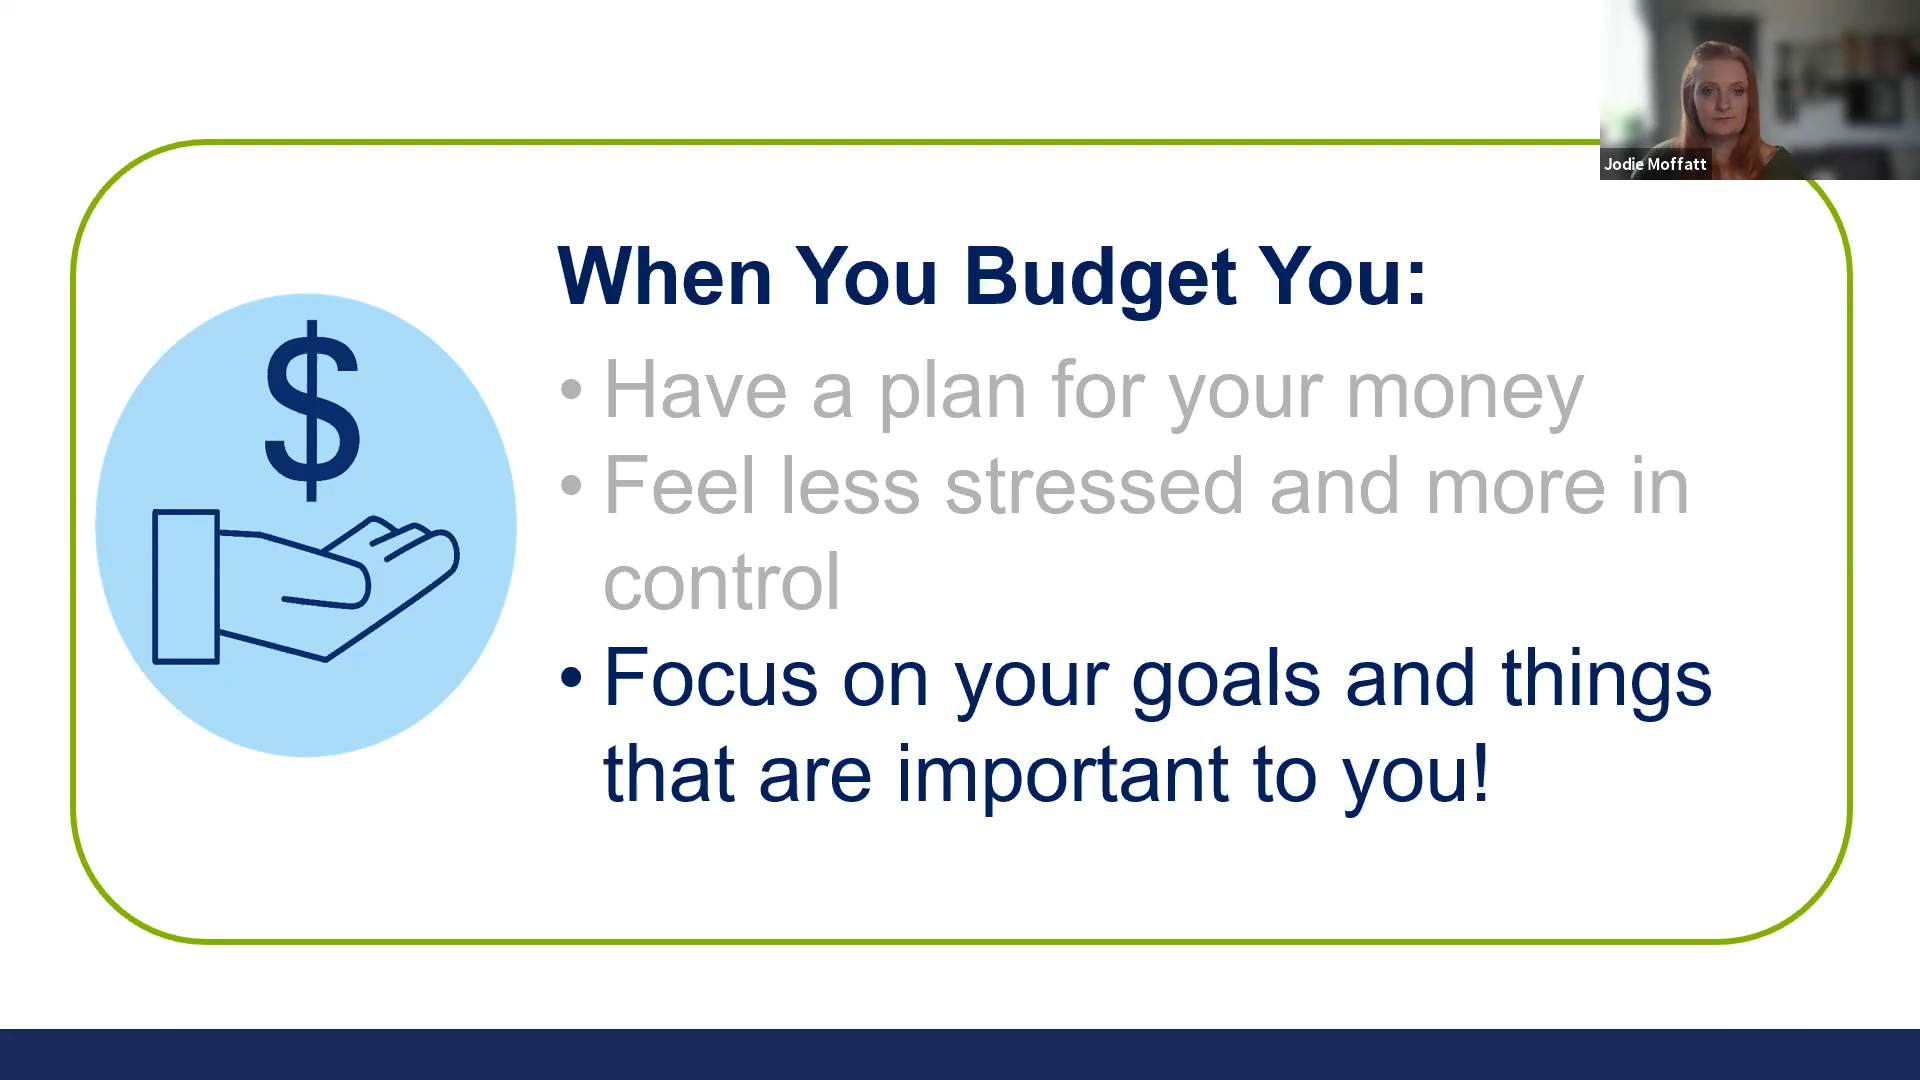 Jodie Moffatt
When You Budget You:
• Have a plan for your money
• Feel less stressed and more in
control
• Focus on your goals and things
that are important to you!
$